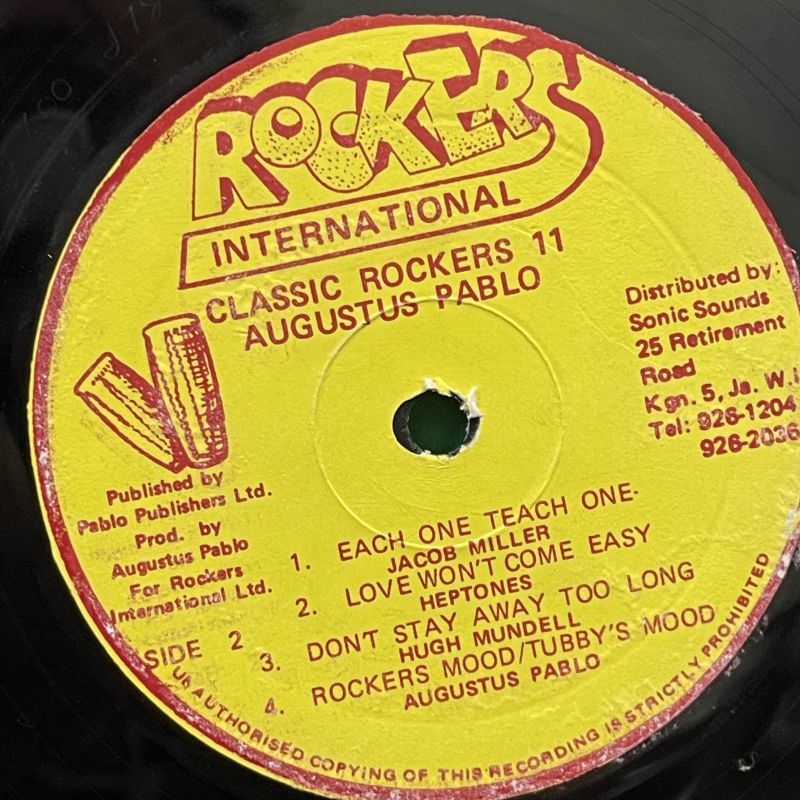 ROCKERS
INTERNATIONAL
CLASSIC ROCKERS 11
AUGUSTUS PABLO
Distributed by:
Sonic Sounds
25 Retirement
Road
Kgn. 5, Ja. W.I
Tel: 926-1204
926-2036
Published by
Pablo Publishers Ltd.
Prod. by
Augustus Pablo
For Rockers
International Ltd.
SIDE 2
1. EACH ONE TEACH ONE-
JACOB MILLER
2. LOVE WON'T COME EASY
HEPTONES
3. DON'T STAY AWAY TOO LONG
HUGH MUNDELL
4. ROCKERS MOOD/TUBBY'S MOOD
AUGUSTUS PABLO
UNAUTHORISED COPYING OF THIS RECORDING IS STRICTLY PROHIBITED